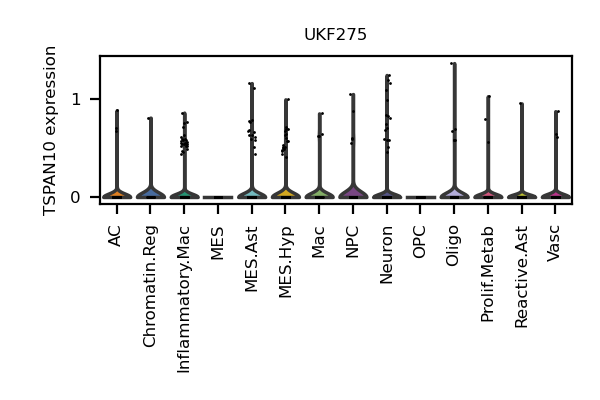 UKF275
TSPAN10 expression
1
0
AC
Chromatin.Reg
Inflammatory.Mac
MES
MES.Ast
MES.Hyp
Mac
NPC
Neuron
OPC
Oligo
Prolif.Metab
Reactive.Ast
Vasc